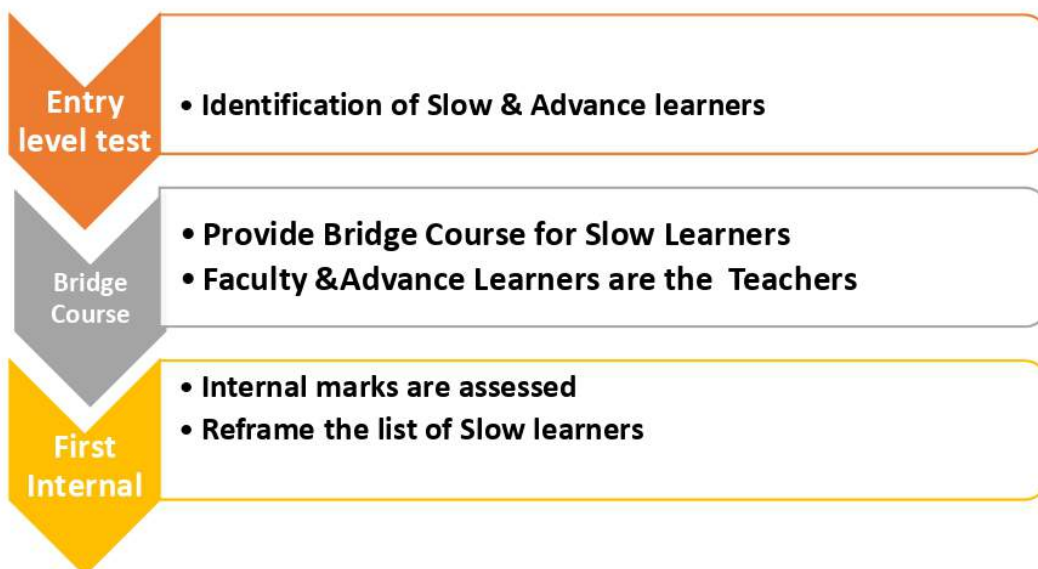 Entry
level test
• Identification of Slow & Advance learners
Bridge
Course
• Provide Bridge Course for Slow Learners
• Faculty &Advance Learners are the Teachers
First
Internal
• Internal marks are assessed
• Reframe the list of Slow learners